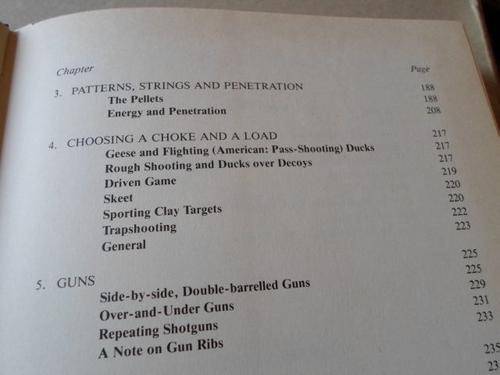 Chapter Page
3. PATTERNS, STRINGS AND PENETRATION 188
The Pellets 188
Energy and Penetration 208
4. CHOOSING A CHOKE AND A LOAD 217
Geese and Flighting (American: Pass-Shooting) Ducks 217
Rough Shooting and Ducks over Decoys 217
Driven Game 219
Skeet 220
Sporting Clay Targets 220
Trapshooting 222
General 223
5. GUNS 225
Side-by-side, Double-barrelled Guns 225
Over-and-Under Guns 229
Repeating Shotguns 231
A Note on Gun Ribs 233
235